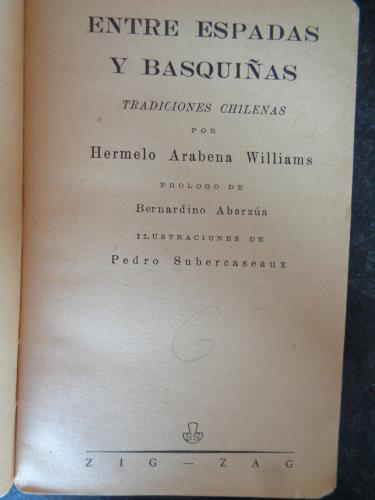 ENTRE ESPADAS
Y BASQUIÑAS
TRADICIONES CHILENAS
POR
Hermelo Arabena Williams
PROLOGO DE
Bernardino Abarzúa
ILUSTRACIONES DE
Pedro Subercaseaux
ZIG-ZAG